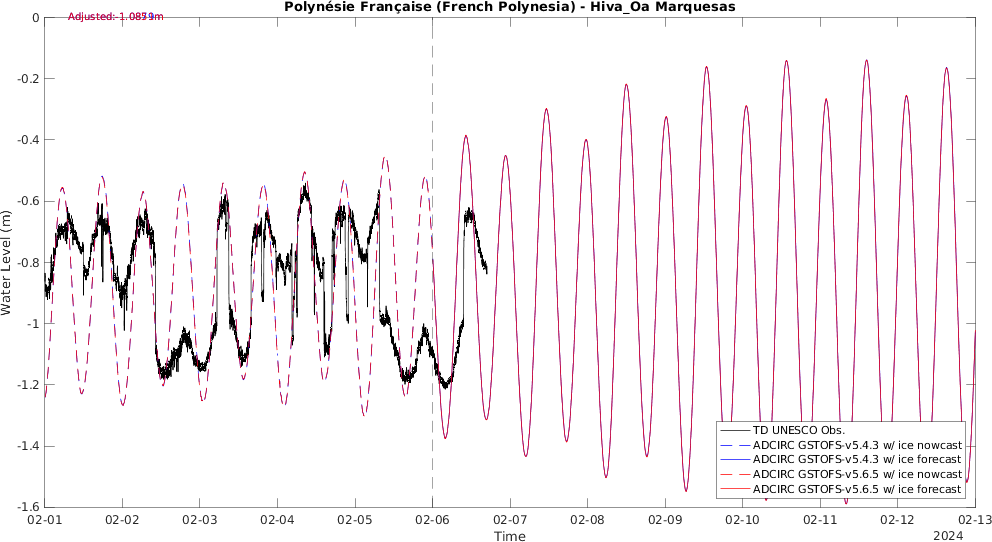 Polynésie Française (French Polynesia) - Hiva_Oa Marquesas
0
-0.2
-0.4
-0.6
-0.8
-1
-1.2
-1.4
-1.6
Water Level (m)
TD UNESCO Obs.
ADCIRC GSTOFS-v5.4.3 w/ ice nowcast
ADCIRC GSTOFS-v5.4.3 w/ ice forecast
ADCIRC GSTOFS-v5.6.5 w/ ice nowcast
ADCIRC GSTOFS-v5.6.5 w/ ice forecast
02-01 02-02 02-03 02-04 02-05 02-06 02-07 02-08 02-09 02-10 02-11 02-12 02-13
Time
2024
Adjusted: